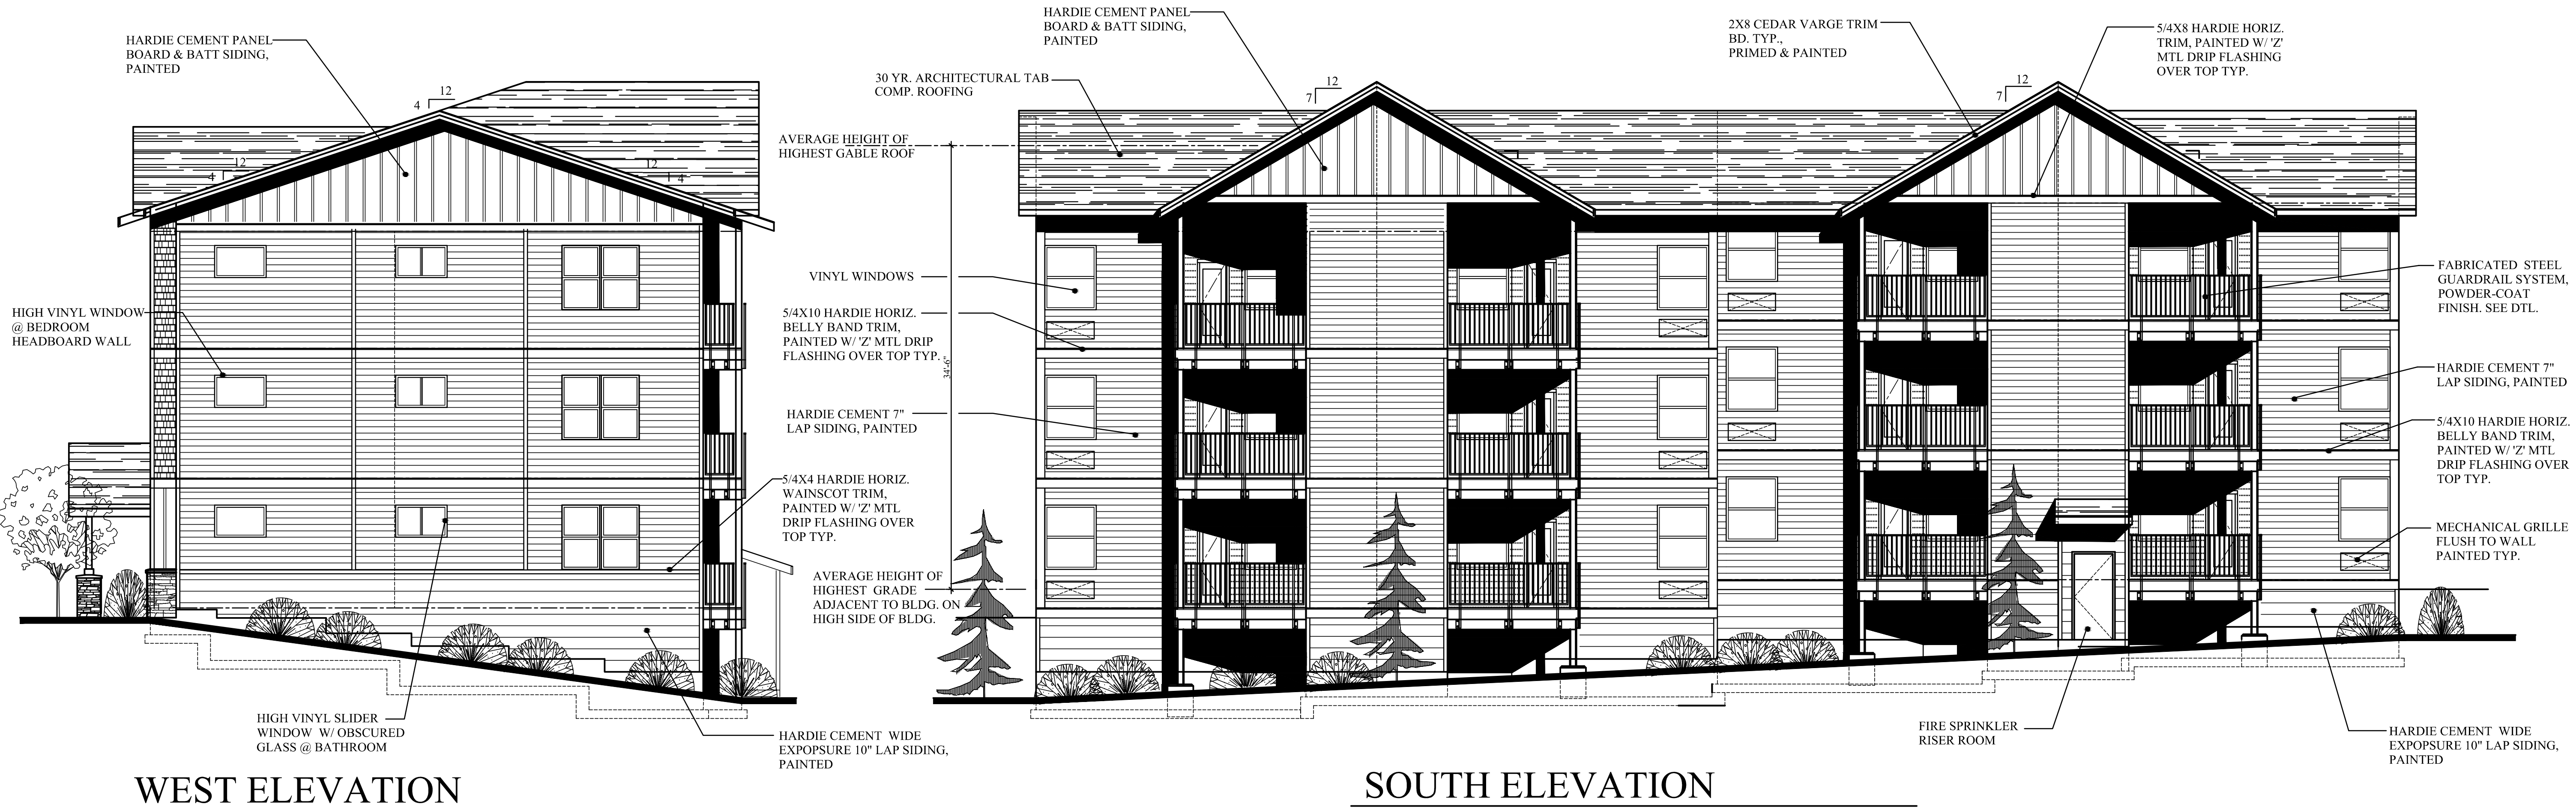 HARDIE CEMENT PANEL
BOARD & BATT SIDING,
PAINTED
12
4
12
4
12
4
HIGH VINYL WINDOW
@ BEDROOM
HEADBOARD WALL
HIGH VINYL SLIDER
WINDOW W/ OBSCURED
GLASS @ BATHROOM
5/4X4 HARDIE HORIZ.
WAINSCOT TRIM,
PAINTED W/ 'Z' MTL
DRIP FLASHING OVER
TOP TYP.
HARDIE CEMENT WIDE
EXPOPSURE 10" LAP SIDING,
PAINTED
WEST ELEVATION
HARDIE CEMENT PANEL
BOARD & BATT SIDING,
PAINTED
30 YR. ARCHITECTURAL TAB
COMP. ROOFING
AVERAGE HEIGHT OF
HIGHEST GABLE ROOF
12
7
2X8 CEDAR VARGE TRIM
BD. TYP.,
PRIMED & PAINTED
12
7
5/4X8 HARDIE HORIZ.
TRIM, PAINTED W/ 'Z'
MTL DRIP FLASHING
OVER TOP TYP.
VINYL WINDOWS
5/4X10 HARDIE HORIZ.
BELLY BAND TRIM,
PAINTED W/ 'Z' MTL DRIP
FLASHING OVER TOP TYP.
34'-6"
HARDIE CEMENT 7"
LAP SIDING, PAINTED
AVERAGE HEIGHT OF
HIGHEST GRADE
ADJACENT TO BLDG. ON
HIGH SIDE OF BLDG.
FABRICATED STEEL
GUARDRAIL SYSTEM,
POWDER-COAT
FINISH. SEE DTL.
HARDIE CEMENT 7"
LAP SIDING, PAINTED
5/4X10 HARDIE HORIZ.
BELLY BAND TRIM,
PAINTED W/ 'Z' MTL
DRIP FLASHING OVER
TOP TYP.
MECHANICAL GRILLE
FLUSH TO WALL
PAINTED TYP.
FIRE SPRINKLER
RISER ROOM
HARDIE CEMENT WIDE
EXPOPSURE 10" LAP SIDING,
PAINTED
SOUTH ELEVATION